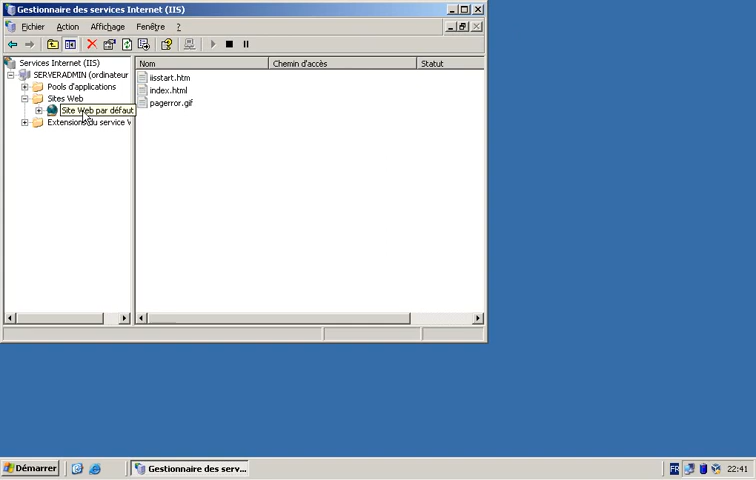 Gestionnaire des services Internet (IIS)
Fichier Action Affichage Fenêtre ?
Services Internet (IIS)
SERVERADMIN (ordinateur
Pools d'applications
Sites Web
Site Web par défaut
Extensions du service V
Nom Chemin d'accès Statut
iisstart.htm
index.html
pagerror.gif
Démarrer Gestionnaire des serv... FR 22:41